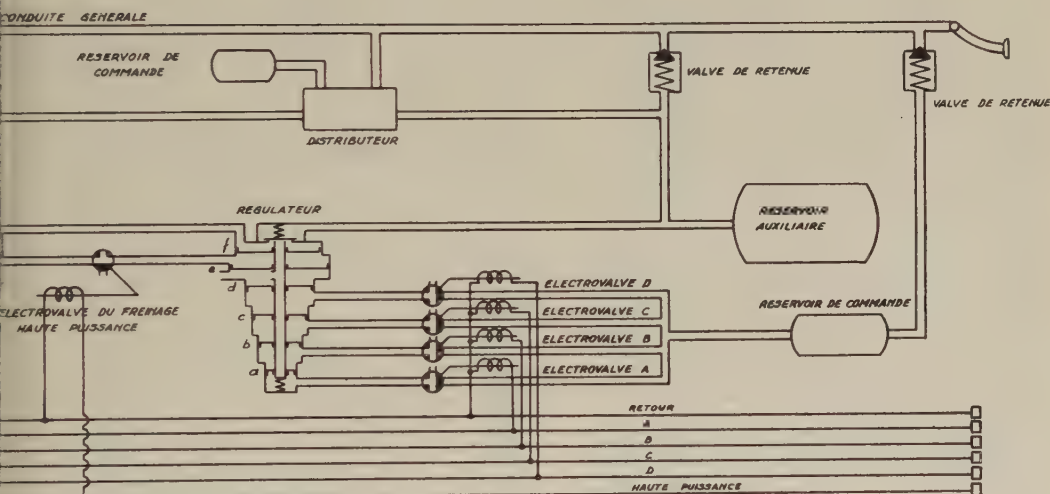 CONDUITE GENERALE
RESERVOIR DE
COMMANDE
DISTRIBUTEUR
VALVE DE RETENUE
VALVE DE RETENUE
REGULATEUR
RESERVOIR
AUXILIAIRE
f
e
d
c
b
a
ELECTROVALVE DU FREINAGE
HAUTE PUISSANCE
ELECTROVALVE D
ELECTROVALVE C
ELECTROVALVE B
ELECTROVALVE A
RESERVOIR DE COMMANDE
RETOUR
A
B
C
D
HAUTE PUISSANCE